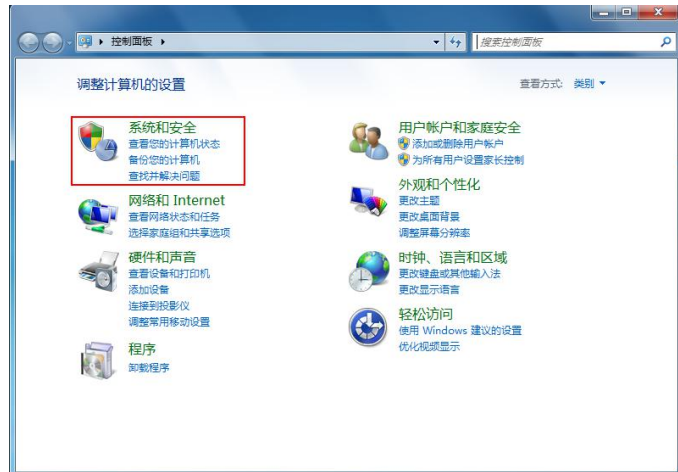 控制面板
搜索控制面板
调整计算机的设置
查看方式: 类别
系统和安全
查看您的计算机状态
备份您的计算机
查找并解决问题
网络和 Internet
查看网络状态和任务
选择家庭组和共享选项
硬件和声音
查看设备和打印机
添加设备
连接到投影仪
调整常用移动设置
程序
卸载程序
用户帐户和家庭安全
添加或删除用户帐户
为所有用户设置家长控制
外观和个性化
更改主题
更改桌面背景
调整屏幕分辨率
时钟、语言和区域
更改键盘或其他输入法
更改显示语言
轻松访问
使用 Windows 建议的设置
优化视频显示